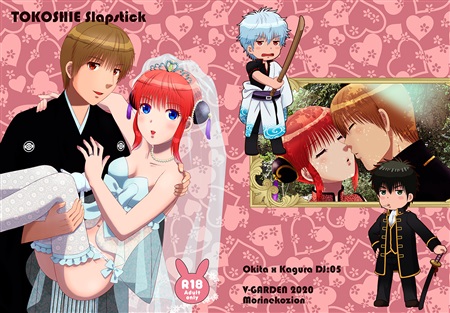 TOKOSHIE Slapstick
R18
Adult
only
Okita x Kagura DJ:05
V-GARDEN 2020
Morinekozion